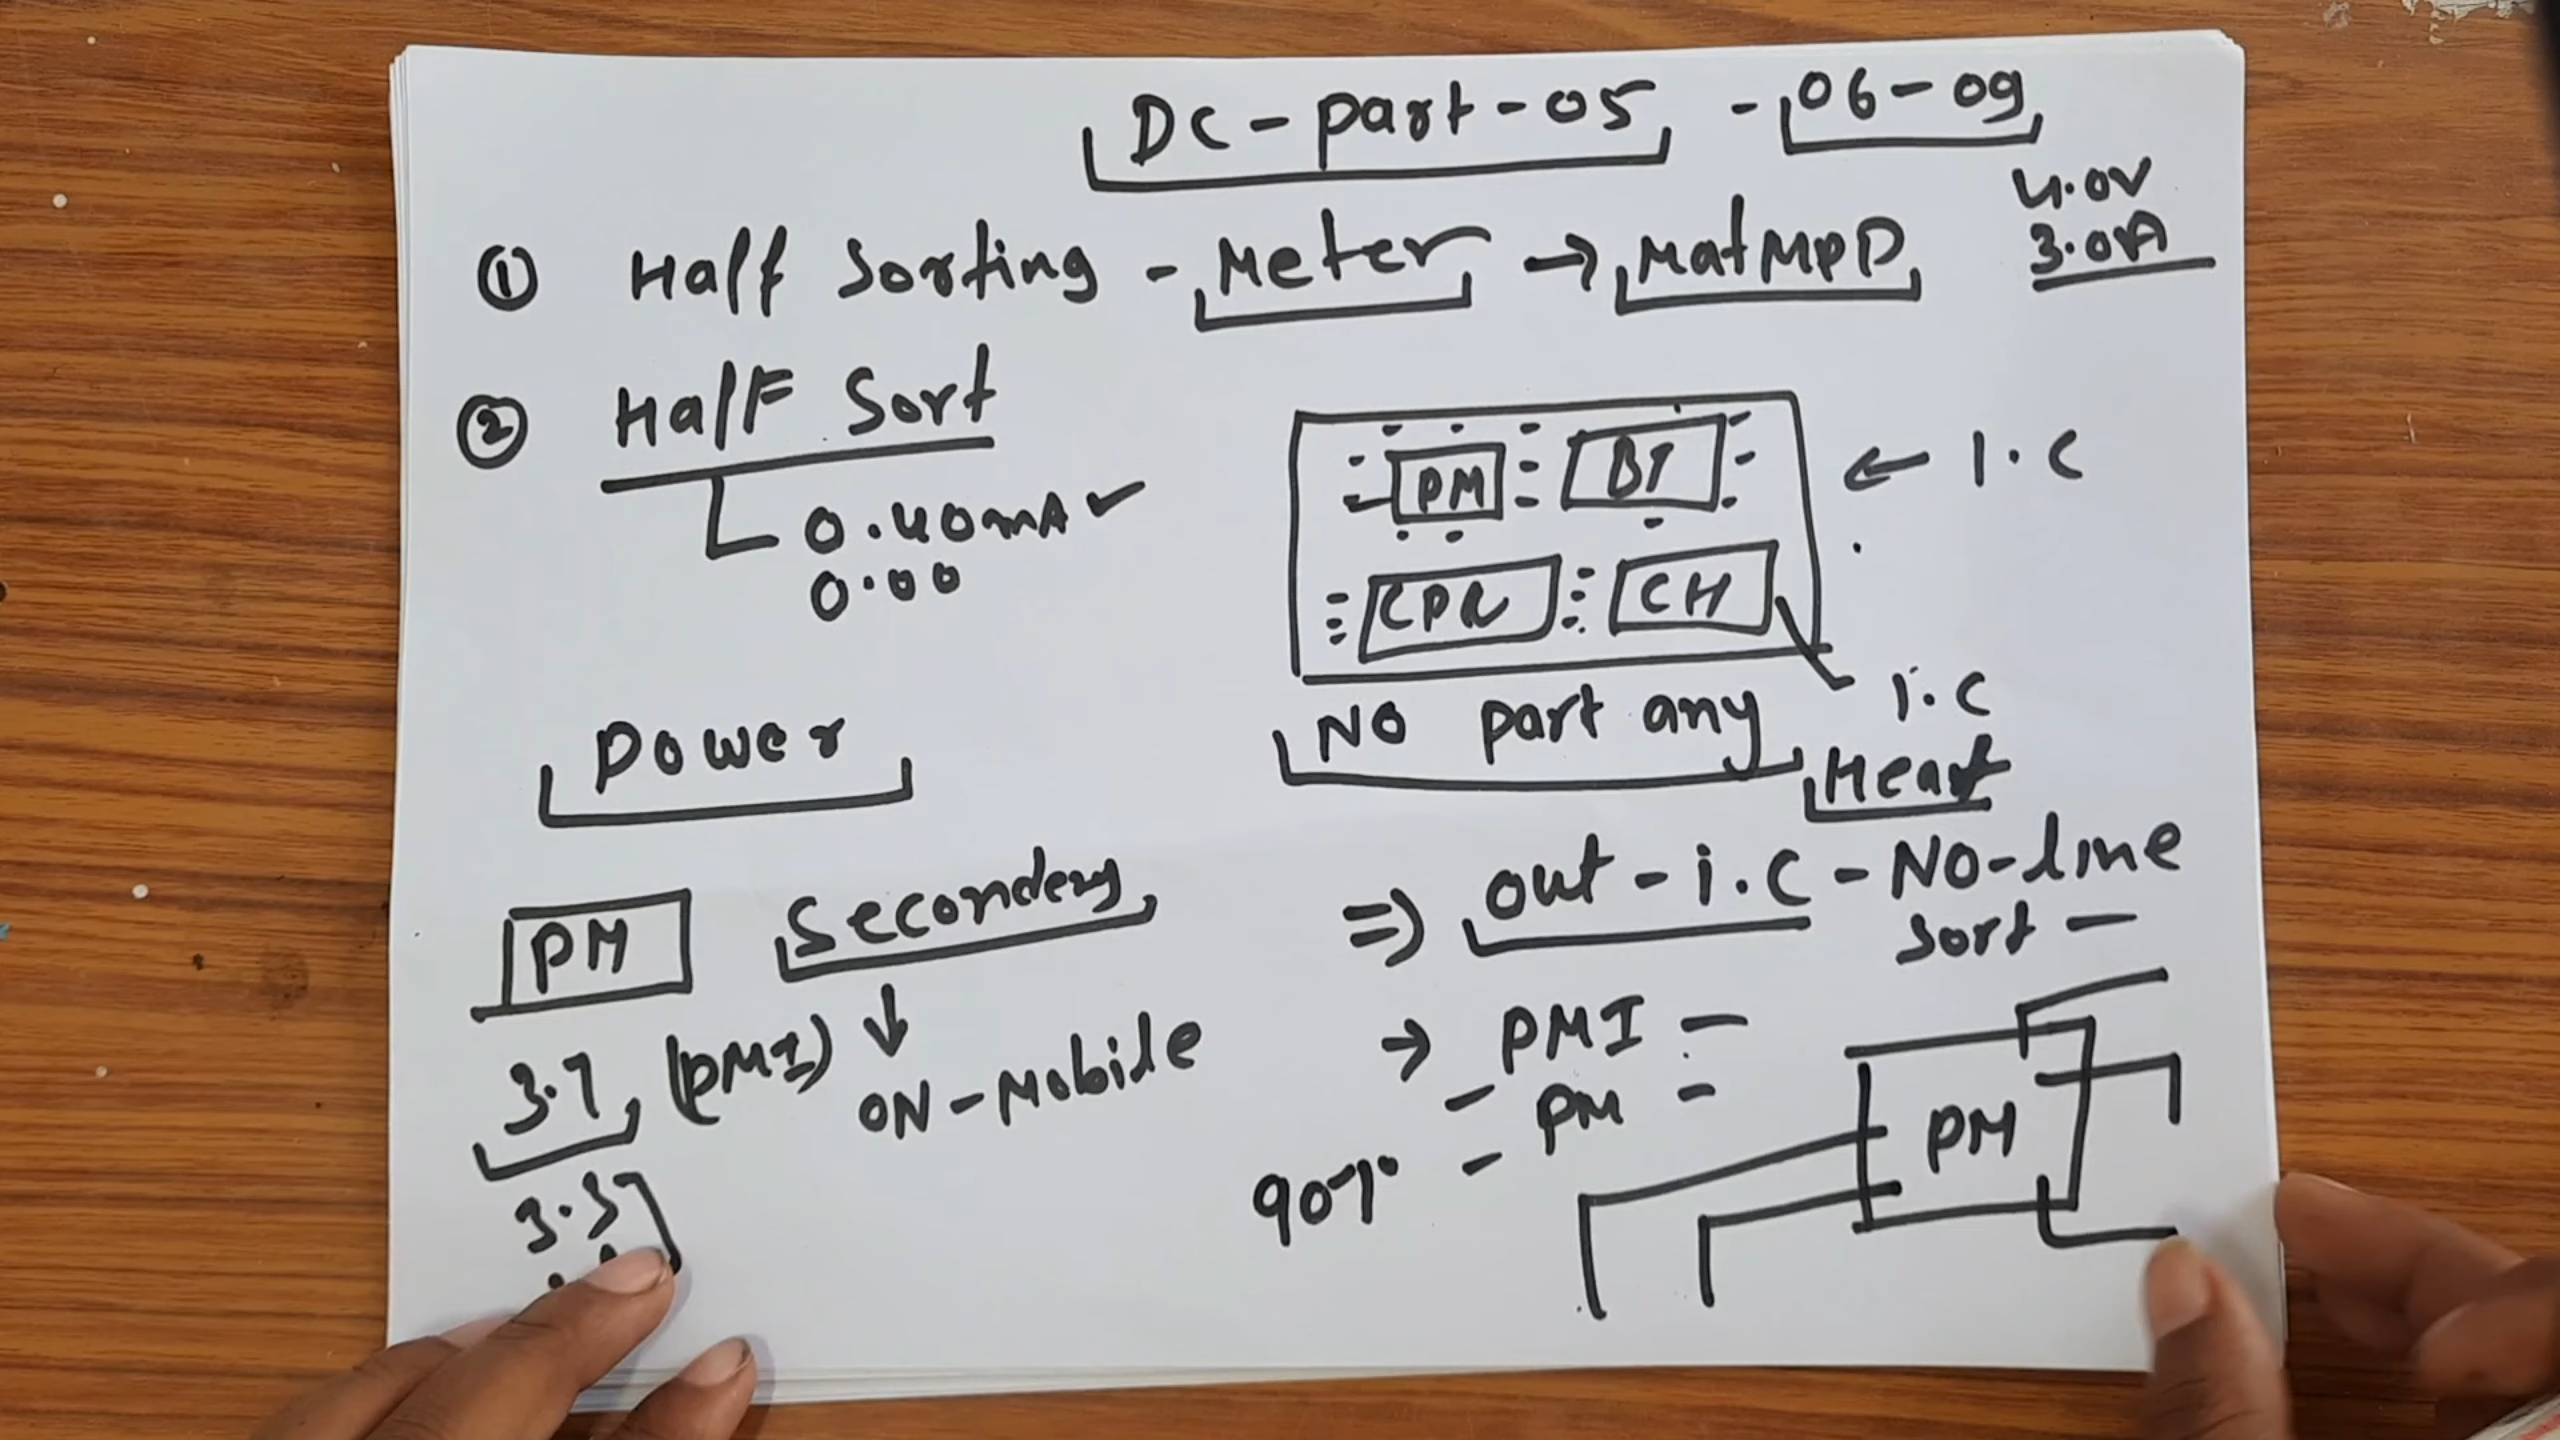 DC - part - 05 - 06 - 09
4.0V
3.0A
① Half Sorting - Meter → MatMPD
② HalF Sort
0.40mA ✓
0.00
PM BT
← I.C
CPR CH
i.C
NO part any
Heat
Power
⇒ out - i.C - NO - line
Sort -
PM Secondery
→ PMI -
3.7 (PMI) ↓
ON - Mobile
- PM -
90% -
PM
3.3